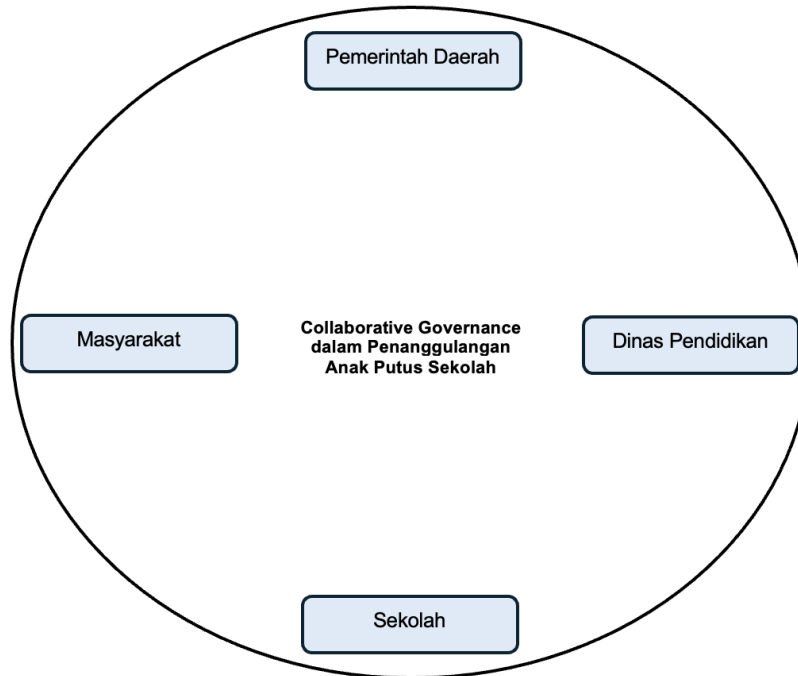 Pemerintah Daerah
Masyarakat
Collaborative Governance
dalam Penanggulangan
Anak Putus Sekolah
Dinas Pendidikan
Sekolah